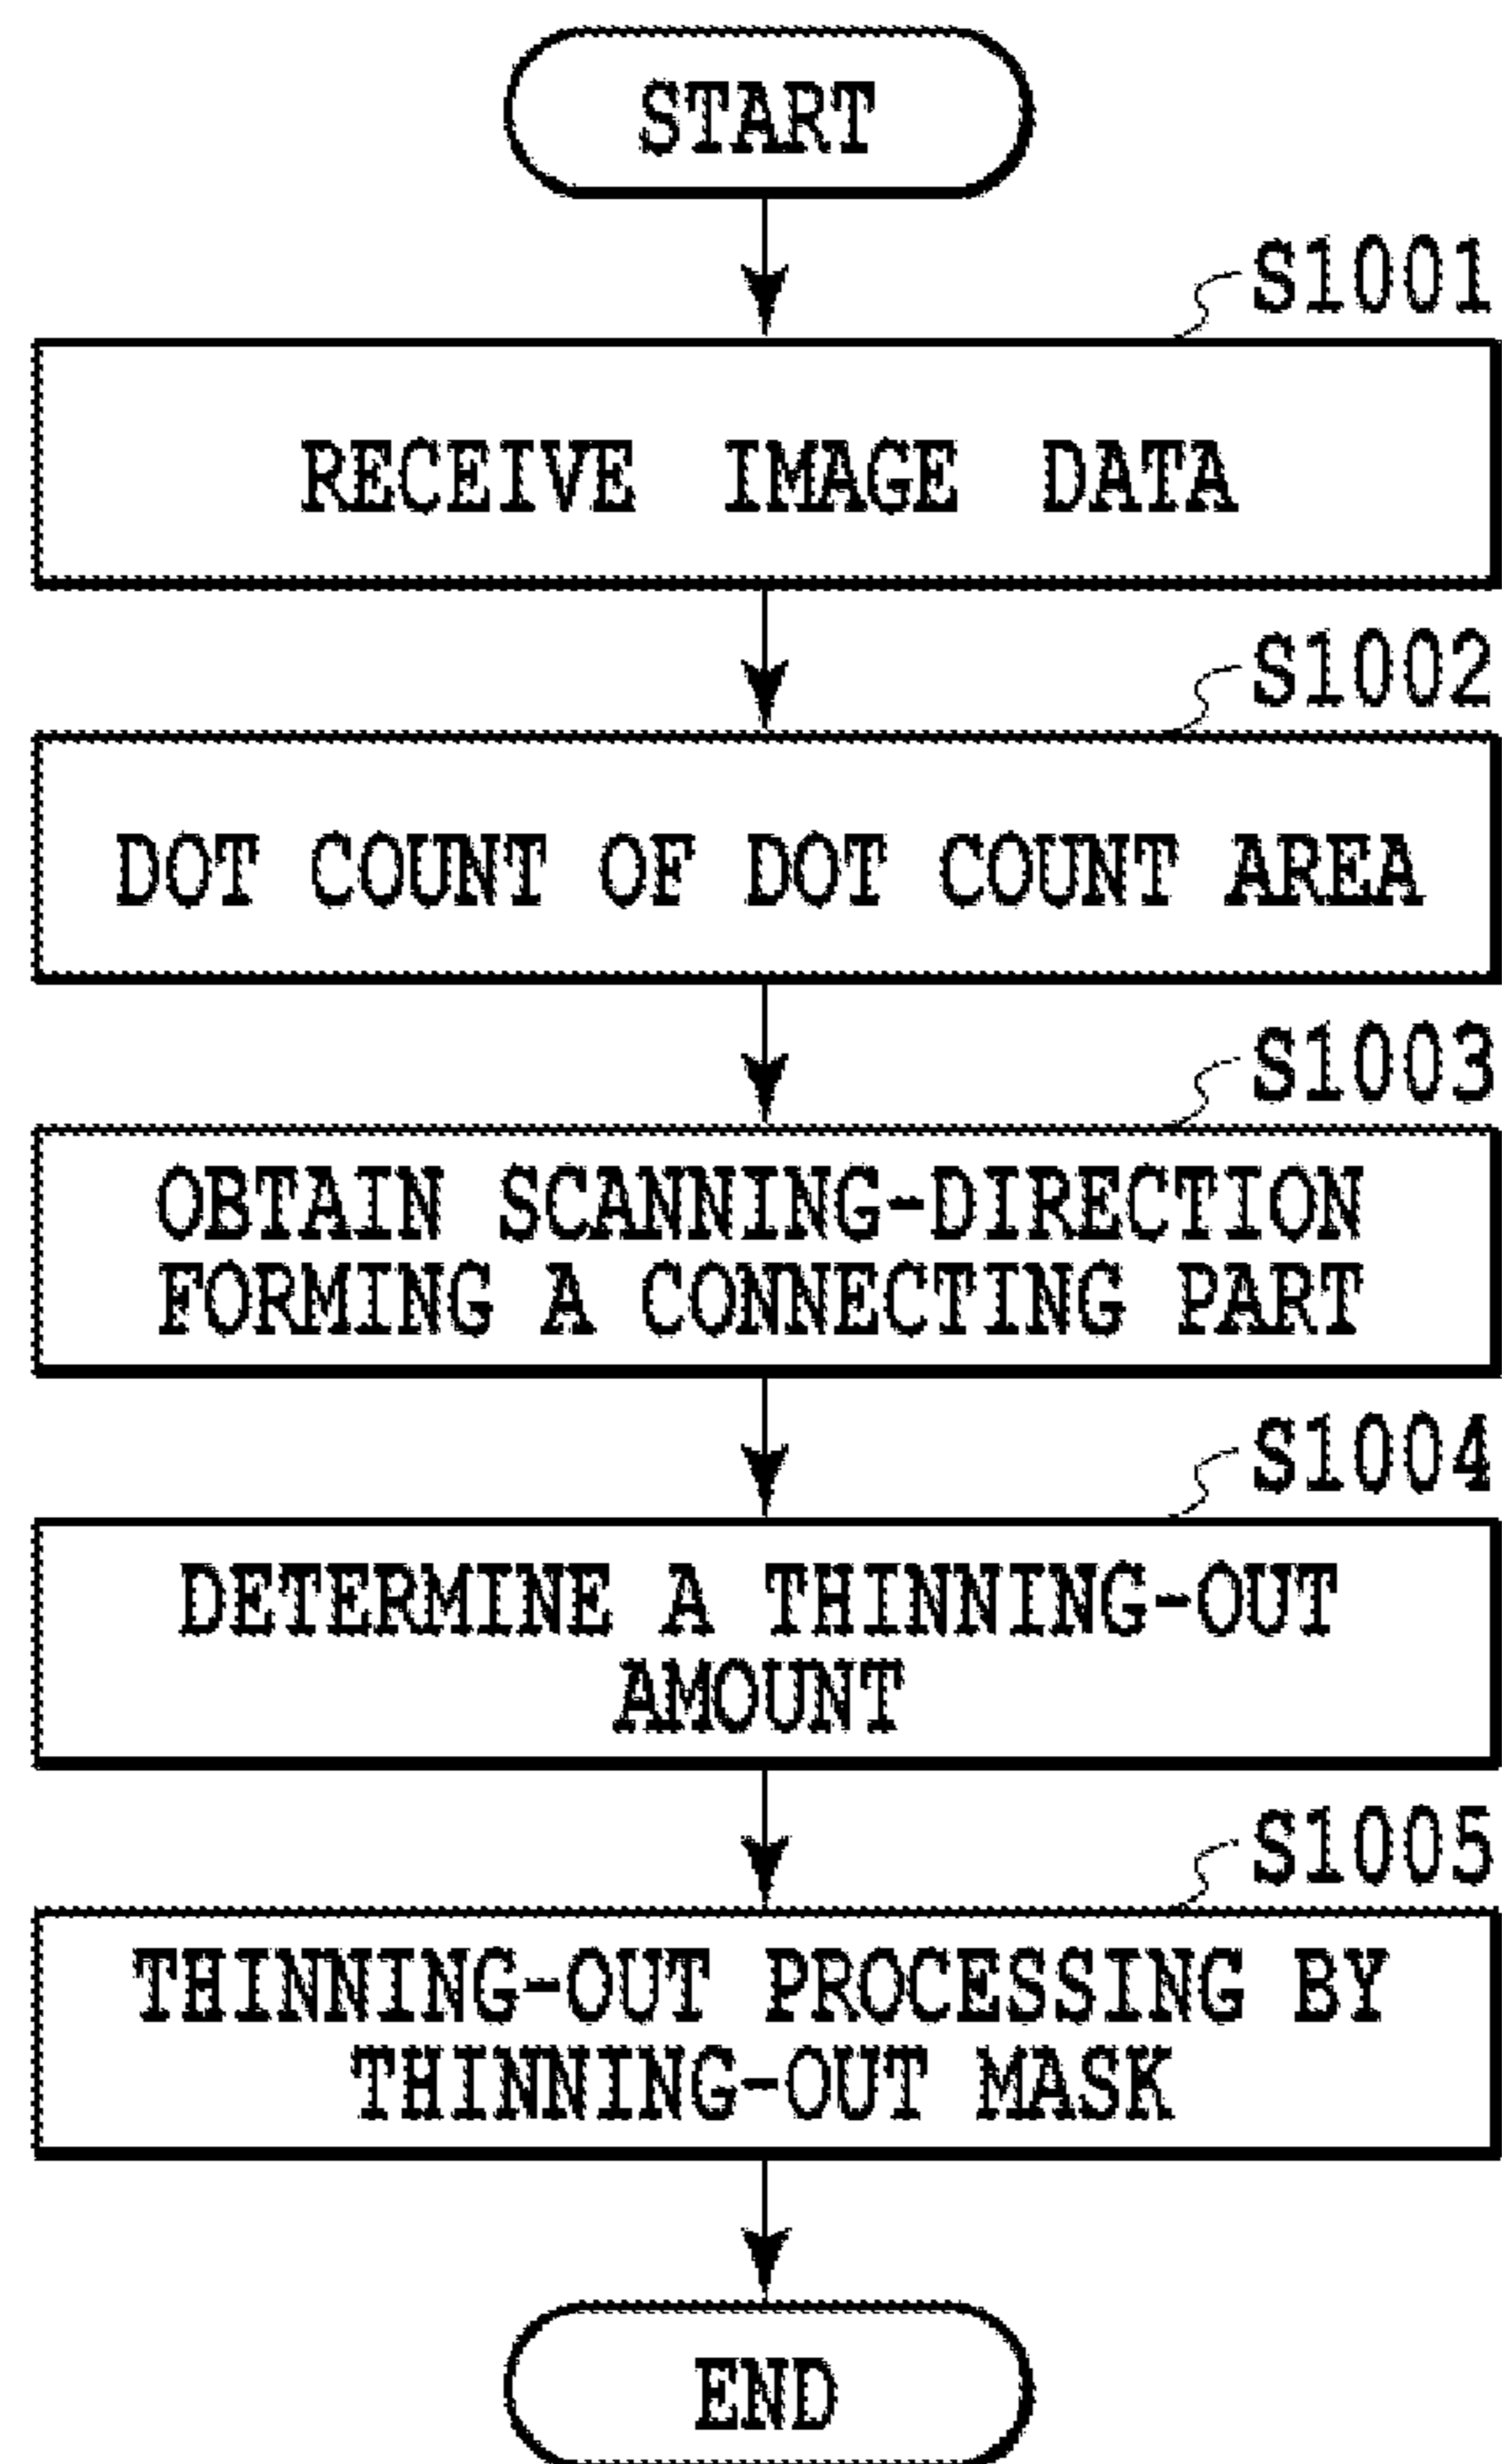 START
S1001
RECEIVE IMAGE DATA
S1002
DOT COUNT OF DOT COUNT AREA
S1003
OBTAIN SCANNING-DIRECTION
FORMING A CONNECTING PART
S1004
DETERMINE A THINNING-OUT
AMOUNT
S1005
THINNING-OUT PROCESSING BY
THINNING-OUT MASK
END